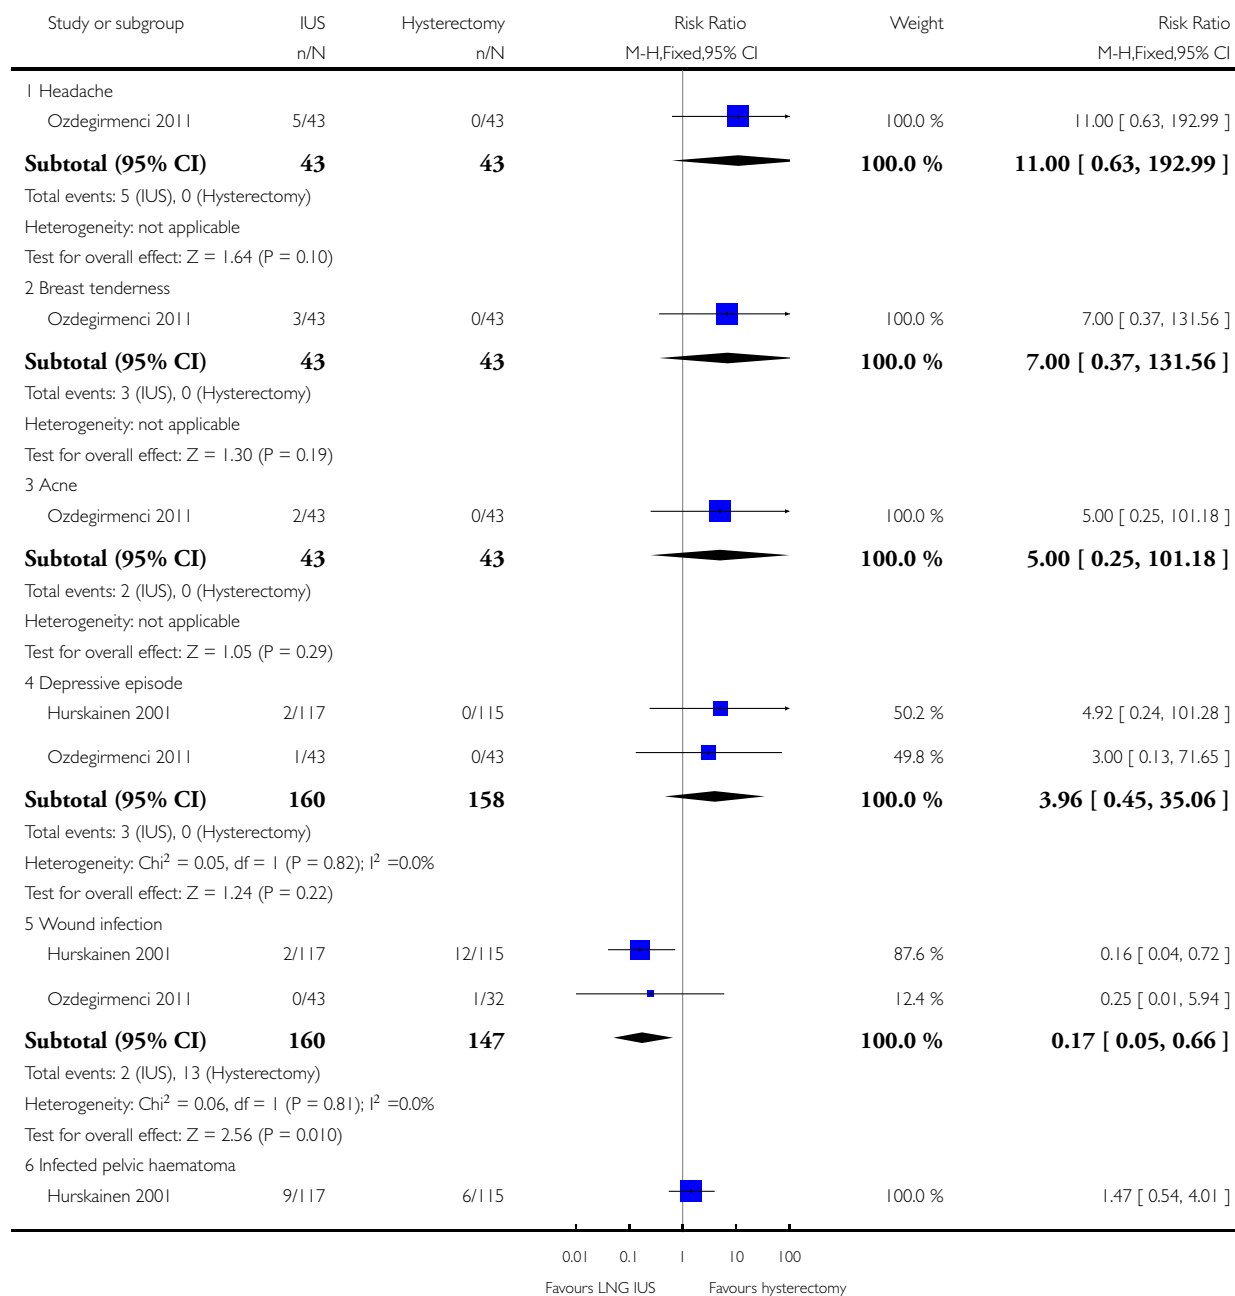 Study or subgroup IUS Hysterectomy Risk Ratio Weight Risk Ratio
n/N n/N M-H,Fixed,95% CI M-H,Fixed,95% CI
1 Headache
Ozdegirmenci 2011 5/43 0/43 100.0 % 11.00 [ 0.63, 192.99 ]
Subtotal (95% CI) 43 43 100.0 % 11.00 [ 0.63, 192.99 ]
Total events: 5 (IUS), 0 (Hysterectomy)
Heterogeneity: not applicable
Test for overall effect: Z = 1.64 (P = 0.10)
2 Breast tenderness
Ozdegirmenci 2011 3/43 0/43 100.0 % 7.00 [ 0.37, 131.56 ]
Subtotal (95% CI) 43 43 100.0 % 7.00 [ 0.37, 131.56 ]
Total events: 3 (IUS), 0 (Hysterectomy)
Heterogeneity: not applicable
Test for overall effect: Z = 1.30 (P = 0.19)
3 Acne
Ozdegirmenci 2011 2/43 0/43 100.0 % 5.00 [ 0.25, 101.18 ]
Subtotal (95% CI) 43 43 100.0 % 5.00 [ 0.25, 101.18 ]
Total events: 2 (IUS), 0 (Hysterectomy)
Heterogeneity: not applicable
Test for overall effect: Z = 1.05 (P = 0.29)
4 Depressive episode
Hurskainen 2001 2/117 0/115 50.2 % 4.92 [ 0.24, 101.28 ]
Ozdegirmenci 2011 1/43 0/43 49.8 % 3.00 [ 0.13, 71.65 ]
Subtotal (95% CI) 160 158 100.0 % 3.96 [ 0.45, 35.06 ]
Total events: 3 (IUS), 0 (Hysterectomy)
Heterogeneity: Chi² = 0.05, df = 1 (P = 0.82); I² =0.0%
Test for overall effect: Z = 1.24 (P = 0.22)
5 Wound infection
Hurskainen 2001 2/117 12/115 87.6 % 0.16 [ 0.04, 0.72 ]
Ozdegirmenci 2011 0/43 1/32 12.4 % 0.25 [ 0.01, 5.94 ]
Subtotal (95% CI) 160 147 100.0 % 0.17 [ 0.05, 0.66 ]
Total events: 2 (IUS), 13 (Hysterectomy)
Heterogeneity: Chi² = 0.06, df = 1 (P = 0.81); I² =0.0%
Test for overall effect: Z = 2.56 (P = 0.010)
6 Infected pelvic haematoma
Hurskainen 2001 9/117 6/115 100.0 % 1.47 [ 0.54, 4.01 ]
0.01 0.1 1 10 100
Favours LNG IUS Favours hysterectomy